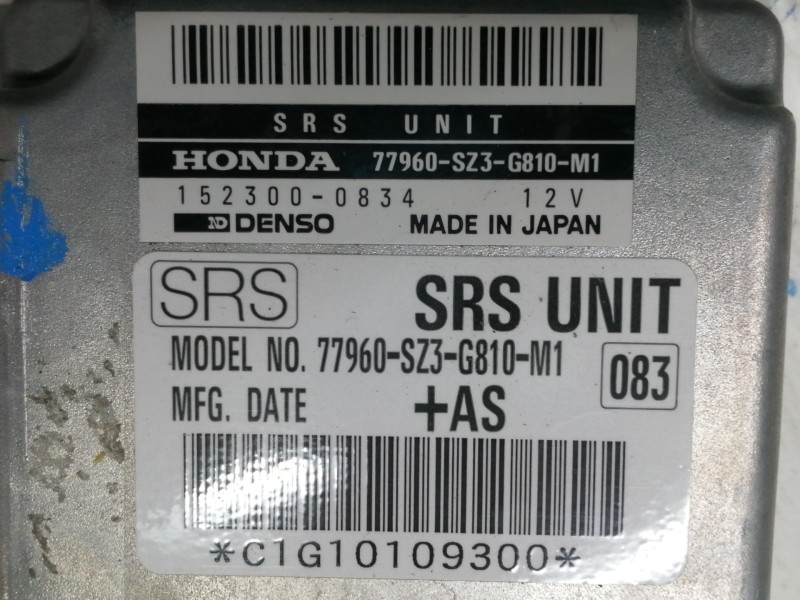 SRS UNIT
HONDA 77960-SZ3-G810-M1
152300-0834 12V
ND DENSO MADE IN JAPAN
SRS SRS UNIT
MODEL NO. 77960-SZ3-G810-M1 083
MFG. DATE +AS
*C1G10109300*